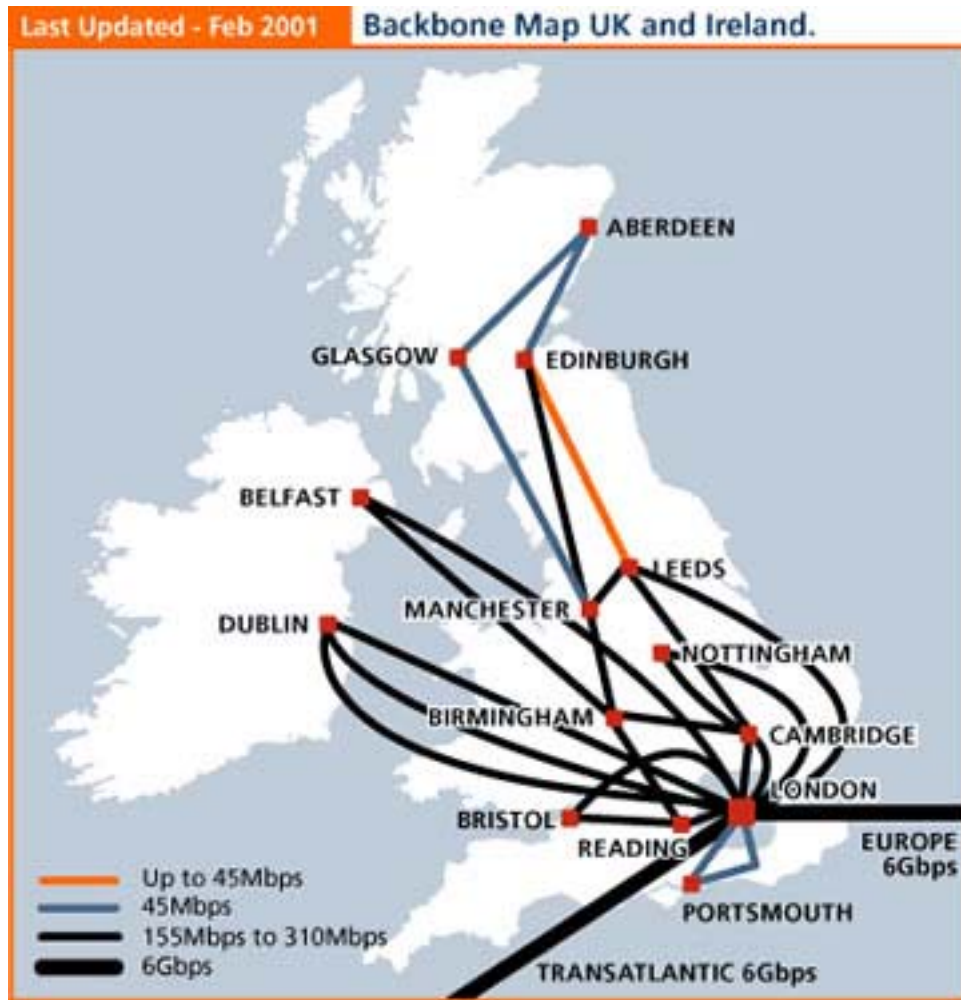 Last Updated - Feb 2001
Backbone Map UK and Ireland.
ABERDEEN
GLASGOW
EDINBURGH
BELFAST
LEEDS
MANCHESTER
DUBLIN
NOTTINGHAM
BIRMINGHAM
CAMBRIDGE
LONDON
BRISTOL
READING
EUROPE
6Gbps
PORTSMOUTH
TRANSATLANTIC 6Gbps
Up to 45Mbps
45Mbps
155Mbps to 310Mbps
6Gbps